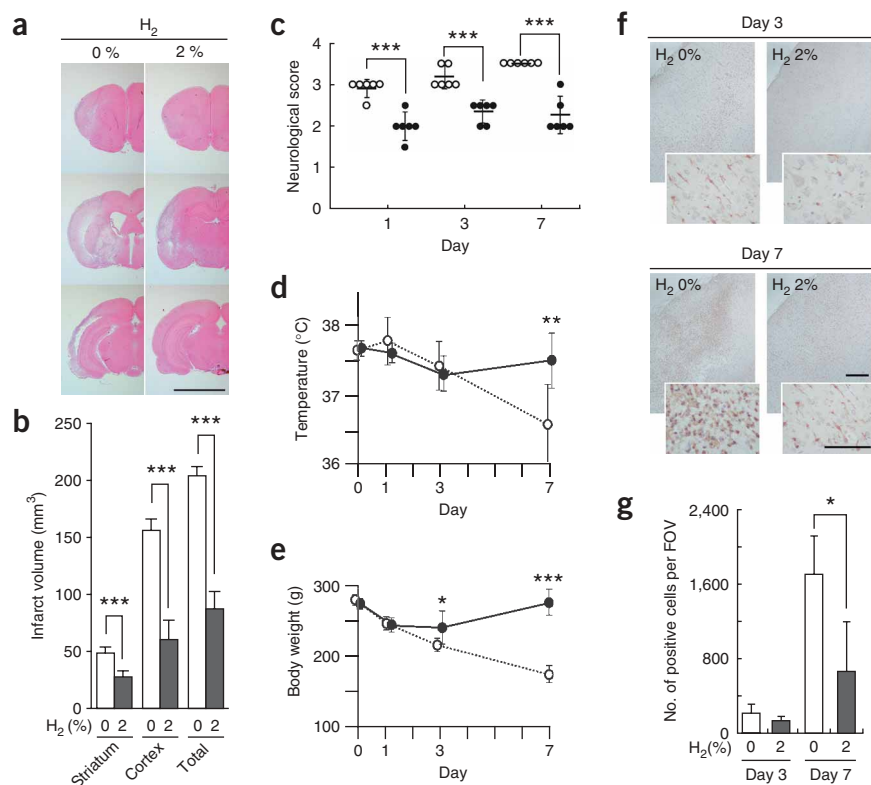 a
H2
0 % 2 %
b
Infarct volume (mm3)
250
200
150
100
50
0
*** *** ***
H2 (%) 0 2 0 2 0 2
Striatum Cortex Total
c
Neurological score
4
3
2
1
0
*** *** ***
1 3 7
Day
d
Temperature (°C)
38
37
36
**
0 1 3 7
Day
e
Body weight (g)
300
200
100
* ***
0 1 3 7
Day
f
Day 3
H2 0% H2 2%
Day 7
H2 0% H2 2%
g
No. of positive cells per FOV
2,400
1,600
800
0
*
H2(%) 0 2 0 2
Day 3 Day 7